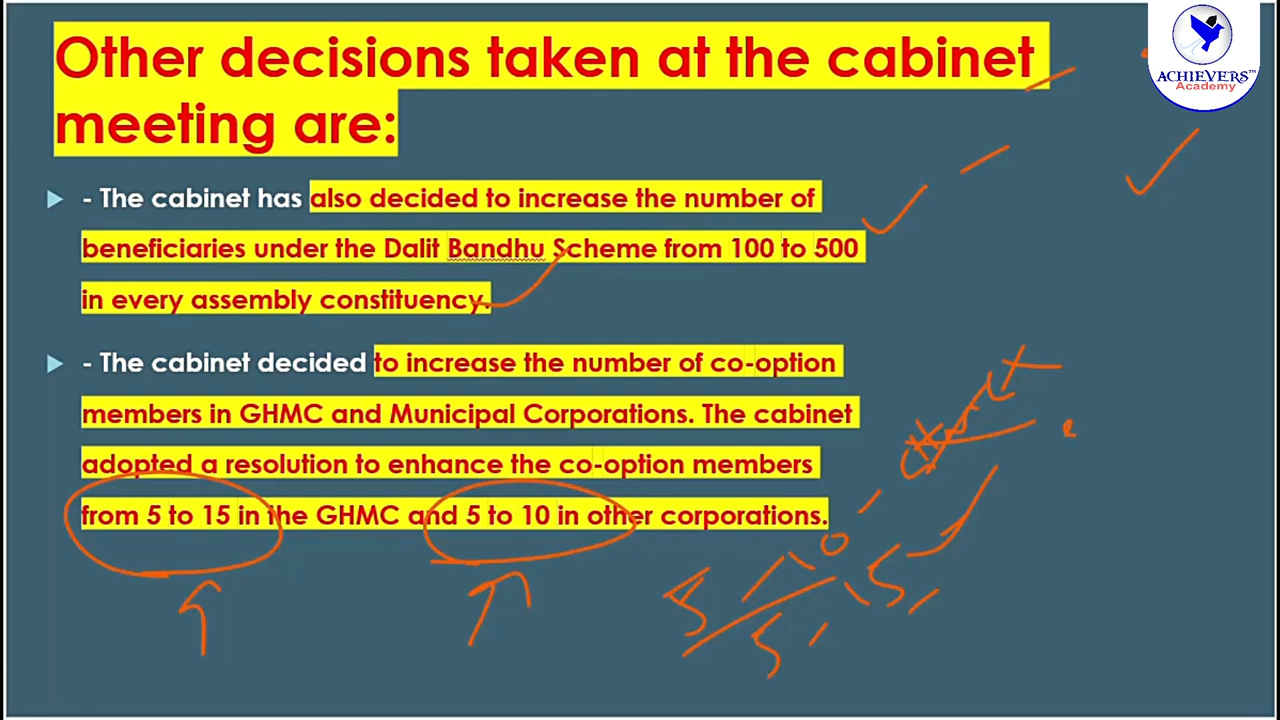 Other decisions taken at the cabinet
meeting are:
- The cabinet has also decided to increase the number of
beneficiaries under the Dalit Bandhu Scheme from 100 to 500
in every assembly constituency.
- The cabinet decided to increase the number of co-option
members in GHMC and Municipal Corporations. The cabinet
adopted a resolution to enhance the co-option members
from 5 to 15 in the GHMC and 5 to 10 in other corporations.
ACHIEVERS™
Academy